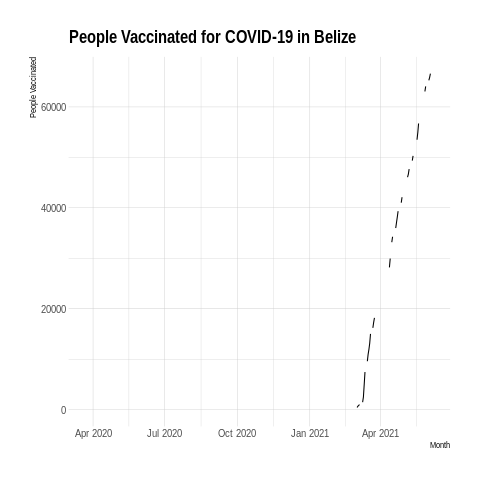 People Vaccinated for COVID-19 in Belize
People Vaccinated
60000
40000
20000
0
Apr 2020
Jul 2020
Oct 2020
Jan 2021
Apr 2021
Month